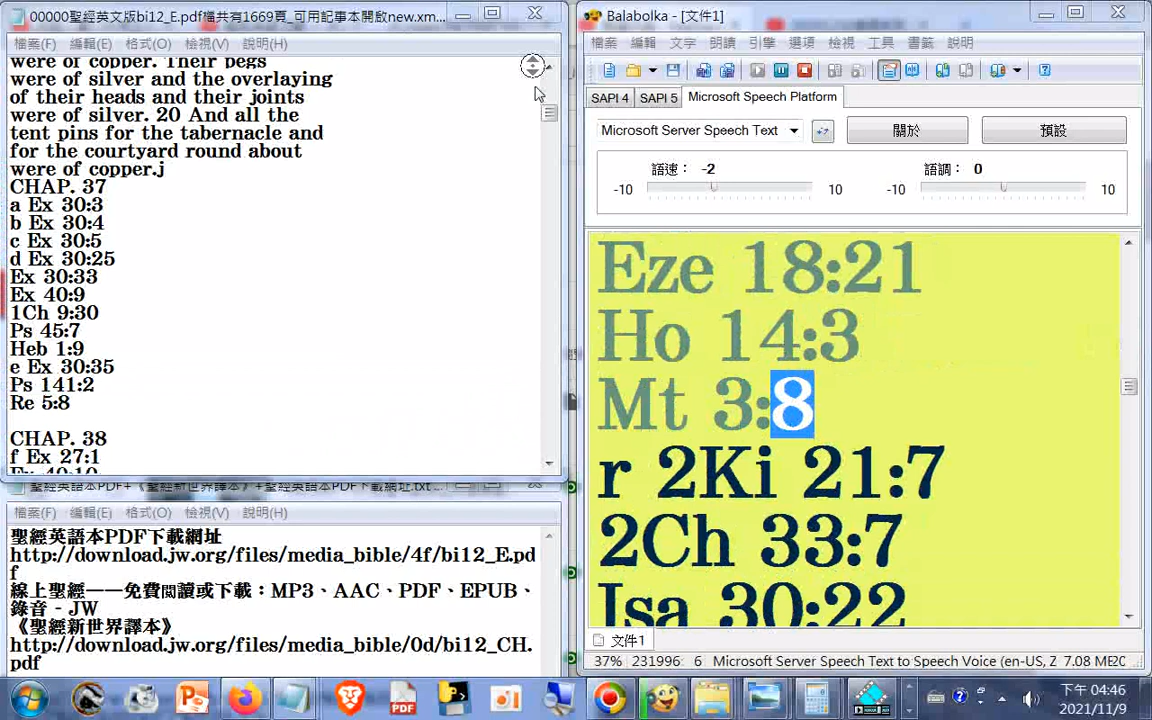 00000聖經英文版bi12_E.pdf檔共有1669頁_可用記事本開啟new.xm...
檔案(F) 編輯(E) 格式(O) 檢視(V) 說明(H)
were of copper. Their pegs
were of silver and the overlaying
of their heads and their joints
were of silver. 20 And all the
tent pins for the tabernacle and
for the courtyard round about
were of copper.j
CHAP. 37
a Ex 30:3
b Ex 30:4
c Ex 30:5
d Ex 30:25
Ex 30:33
Ex 40:9
1Ch 9:30
Ps 45:7
Heb 1:9
e Ex 30:35
Ps 141:2
Re 5:8
CHAP. 38
f Ex 27:1
Ex 40:10
聖經英語本PDF+《聖經新世界譯本》+聖經英語本PDF下載網址.txt ...
檔案(F) 編輯(E) 格式(O) 檢視(V) 說明(H)
聖經英語本PDF下載網址
http://download.jw.org/files/media_bible/4f/bi12_E.pd
f
線上聖經——免費閱讀或下載：MP3、AAC、PDF、EPUB、
錄音 - JW
《聖經新世界譯本》
http://download.jw.org/files/media_bible/0d/bi12_CH.
pdf
Balabolka - [文件1]
檔案 編輯 文字 朗讀 引擎 選項 檢視 工具 書籤 說明
SAPI 4 SAPI 5 Microsoft Speech Platform
Microsoft Server Speech Text 關於 預設
語速： -2 語調： 0
-10 10 -10 10
Eze 18:21
Ho 14:3
Mt 3:8
r 2Ki 21:7
2Ch 33:7
Isa 30:22
文件1
37% 231996: 6 Microsoft Server Speech Text to Speech Voice (en-US, Z 7.08 ME
下午 04:46
2021/11/9